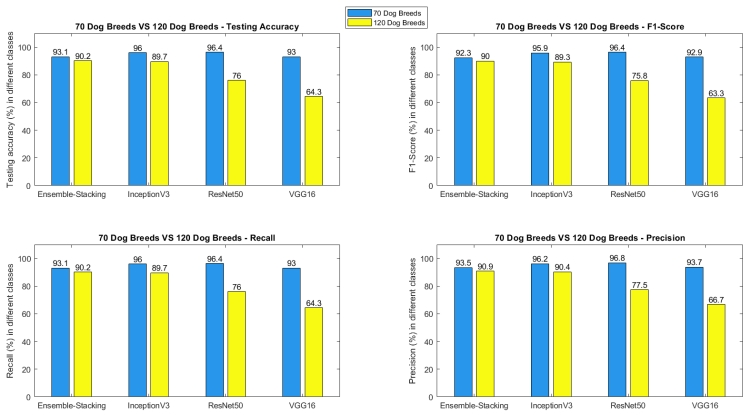 70 Dog Breeds
120 Dog Breeds
70 Dog Breeds VS 120 Dog Breeds - Testing Accuracy
Testing accuracy (%) in different classes
100
80
60
40
20
0
93.1 90.2 96 89.7 96.4 76 93 64.3
Ensemble-Stacking InceptionV3 ResNet50 VGG16
70 Dog Breeds VS 120 Dog Breeds - F1-Score
F1-Score (%) in different classes
100
80
60
40
20
0
92.3 90 95.9 89.3 96.4 75.8 92.9 63.3
Ensemble-Stacking InceptionV3 ResNet50 VGG16
70 Dog Breeds VS 120 Dog Breeds - Recall
Recall (%) in different classes
100
80
60
40
20
0
93.1 90.2 96 89.7 96.4 76 93 64.3
Ensemble-Stacking InceptionV3 ResNet50 VGG16
70 Dog Breeds VS 120 Dog Breeds - Precision
Precision (%) in different classes
100
80
60
40
20
0
93.5 90.9 96.2 90.4 96.8 77.5 93.7 66.7
Ensemble-Stacking InceptionV3 ResNet50 VGG16